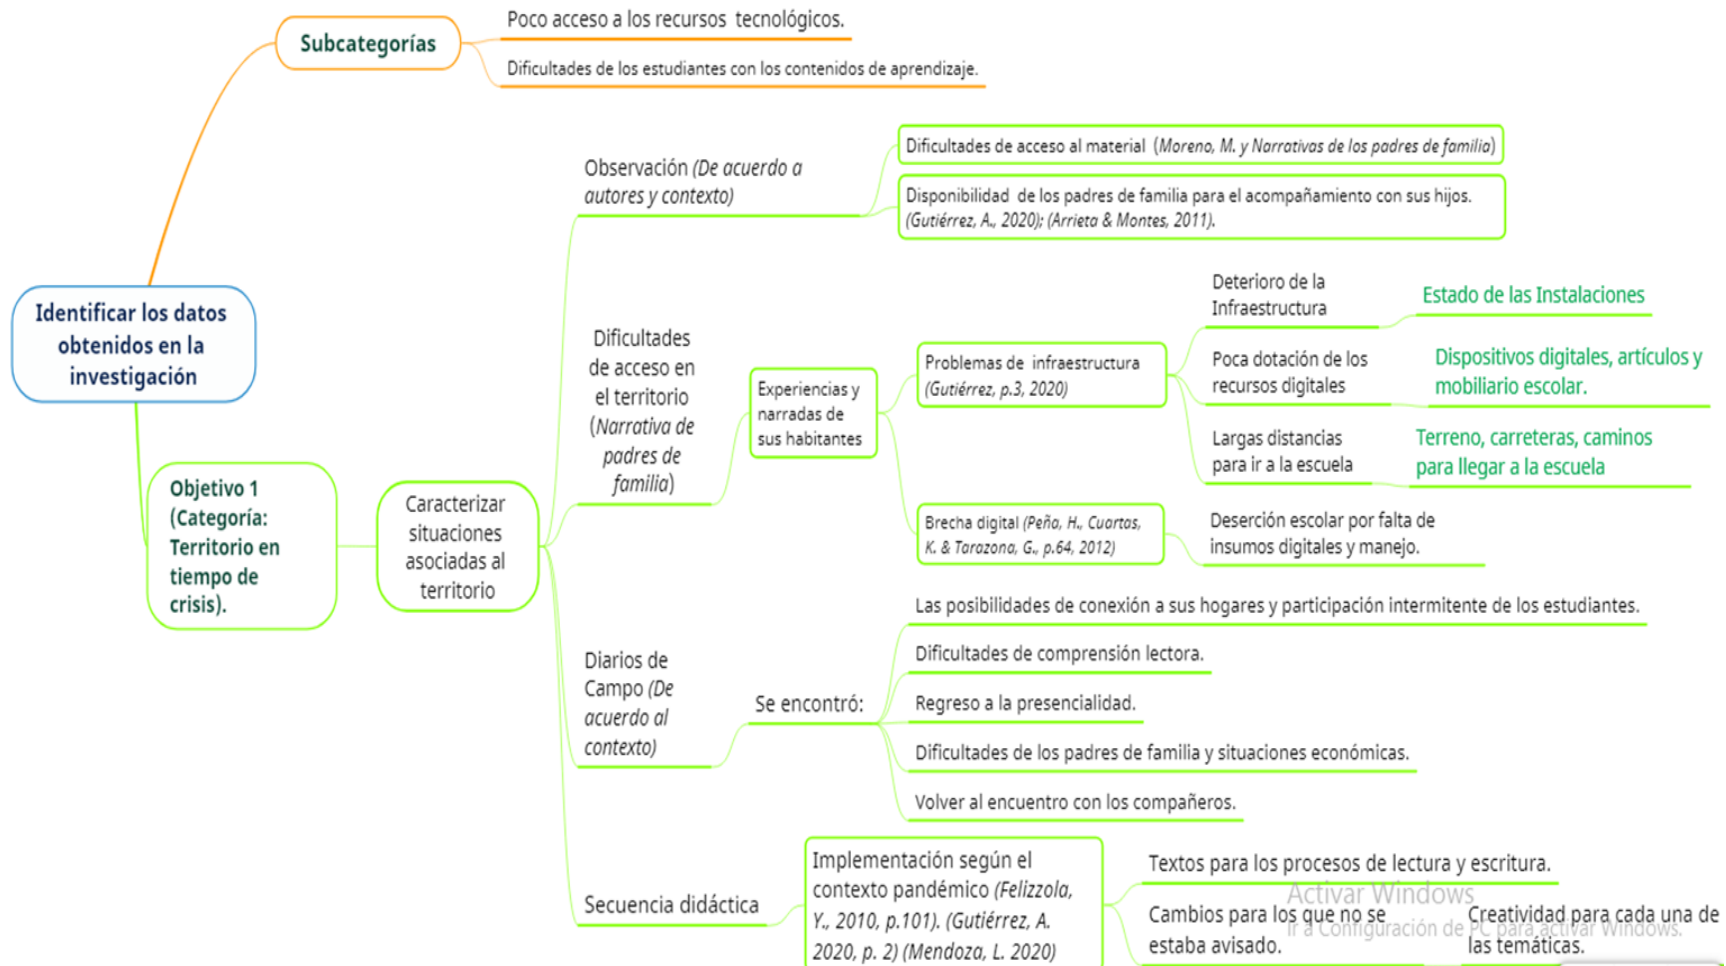 Subcategorías
Poco acceso a los recursos tecnológicos.
Dificultades de los estudiantes con los contenidos de aprendizaje.
Identificar los datos
obtenidos en la
investigación
Objetivo 1
(Categoría:
Territorio en
tiempo de
crisis).
Caracterizar
situaciones
asociadas al
territorio
Observación (De acuerdo a
autores y contexto)
Dificultades de acceso al material (Moreno, M. y Narrativas de los padres de familia)
Disponibilidad de los padres de familia para el acompañamiento con sus hijos.
(Gutiérrez, A., 2020); (Arrieta & Montes, 2011).
Dificultades
de acceso en
el territorio
(Narrativa de
padres de
familia)
Experiencias y
narradas de
sus habitantes
Problemas de infraestructura
(Gutiérrez, p.3, 2020)
Deterioro de la
Infraestructura
Estado de las Instalaciones
Poca dotación de los
recursos digitales
Dispositivos digitales, artículos y
mobiliario escolar.
Largas distancias
para ir a la escuela
Terreno, carreteras, caminos
para llegar a la escuela
Brecha digital (Peña, H., Cuartas,
K. & Tarazona, G., p.64, 2012)
Deserción escolar por falta de
insumos digitales y manejo.
Diarios de
Campo (De
acuerdo al
contexto)
Se encontró:
Las posibilidades de conexión a sus hogares y participación intermitente de los estudiantes.
Dificultades de comprensión lectora.
Regreso a la presencialidad.
Dificultades de los padres de familia y situaciones económicas.
Volver al encuentro con los compañeros.
Secuencia didáctica
Implementación según el
contexto pandémico (Felizzola,
Y., 2010, p.101). (Gutiérrez, A.
2020, p. 2) (Mendoza, L. 2020)
Textos para los procesos de lectura y escritura.
Cambios para los que no se
estaba avisado.
Creatividad para cada una de
las temáticas.
Activar Windows
Ir a Configuración de PC para activar Windows.